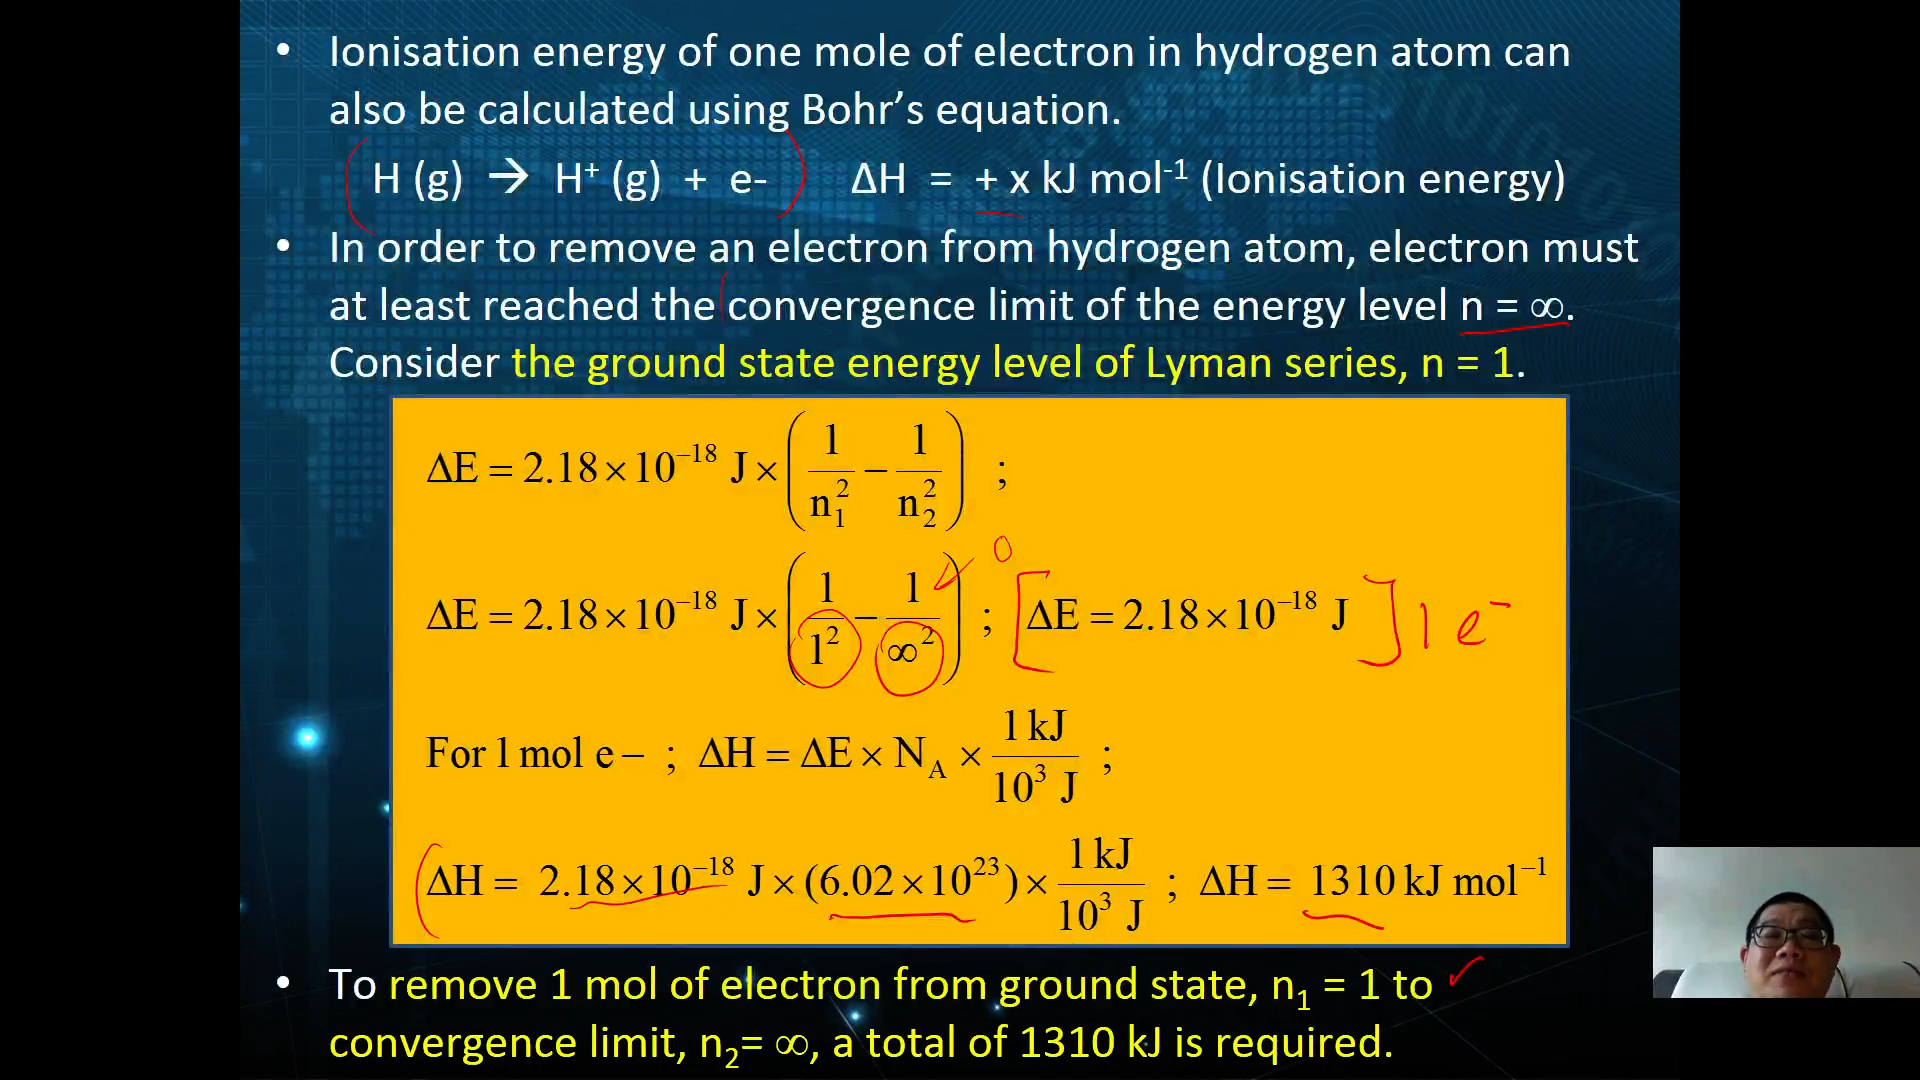 • Ionisation energy of one mole of electron in hydrogen atom can
also be calculated using Bohr’s equation.
H (g) → H⁺ (g) + e- ΔH = + x kJ mol⁻¹ (Ionisation energy)
• In order to remove an electron from hydrogen atom, electron must
at least reached the convergence limit of the energy level n = ∞.
Consider the ground state energy level of Lyman series, n = 1.
ΔE = 2.18×10⁻¹⁸ J×(1/n₁² − 1/n₂²) ;
0
ΔE = 2.18×10⁻¹⁸ J×(1/1² − 1/∞²) ; [ΔE = 2.18×10⁻¹⁸ J] 1 e⁻
For 1 mol e− ; ΔH = ΔE × N_A × 1 kJ/10³ J ;
(ΔH = 2.18×10⁻¹⁸ J×(6.02×10²³)× 1 kJ/10³ J ; ΔH = 1310 kJ mol⁻¹
• To remove 1 mol of electron from ground state, n₁ = 1 to ✓
convergence limit, n₂= ∞, a total of 1310 kJ is required.